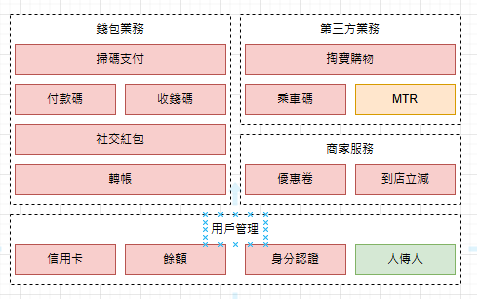 錢包業務
掃碼支付
付款碼
收錢碼
社交紅包
轉帳
第三方業務
掏寶購物
乘車碼
MTR
商家服務
優惠卷
到店立減
用戶管理
信用卡
餘額
身分認證
人傳人